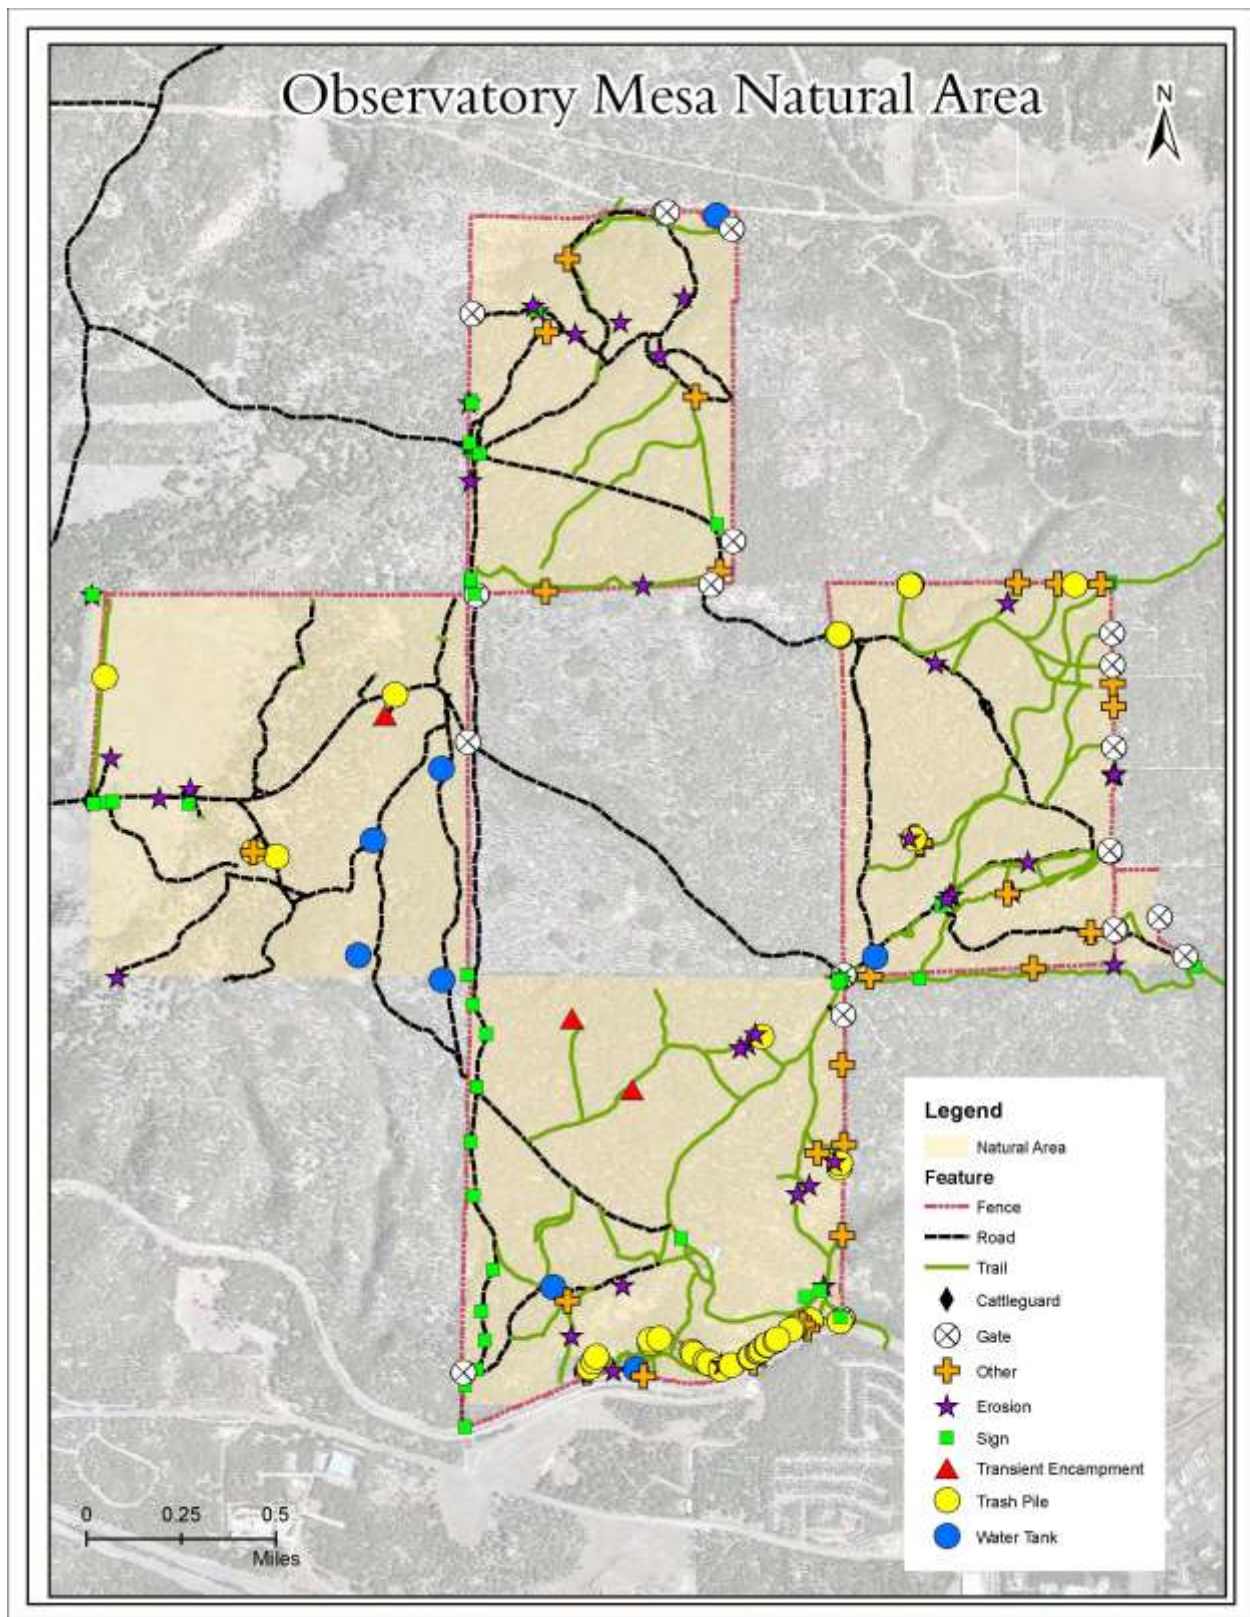 Observatory Mesa Natural Area
N
Legend
Natural Area
Feature
Fence
Road
Trail
Cattleguard
Gate
Other
Erosion
Sign
Transient Encampment
Trash Pile
Water Tank
0 0.25 0.5
Miles